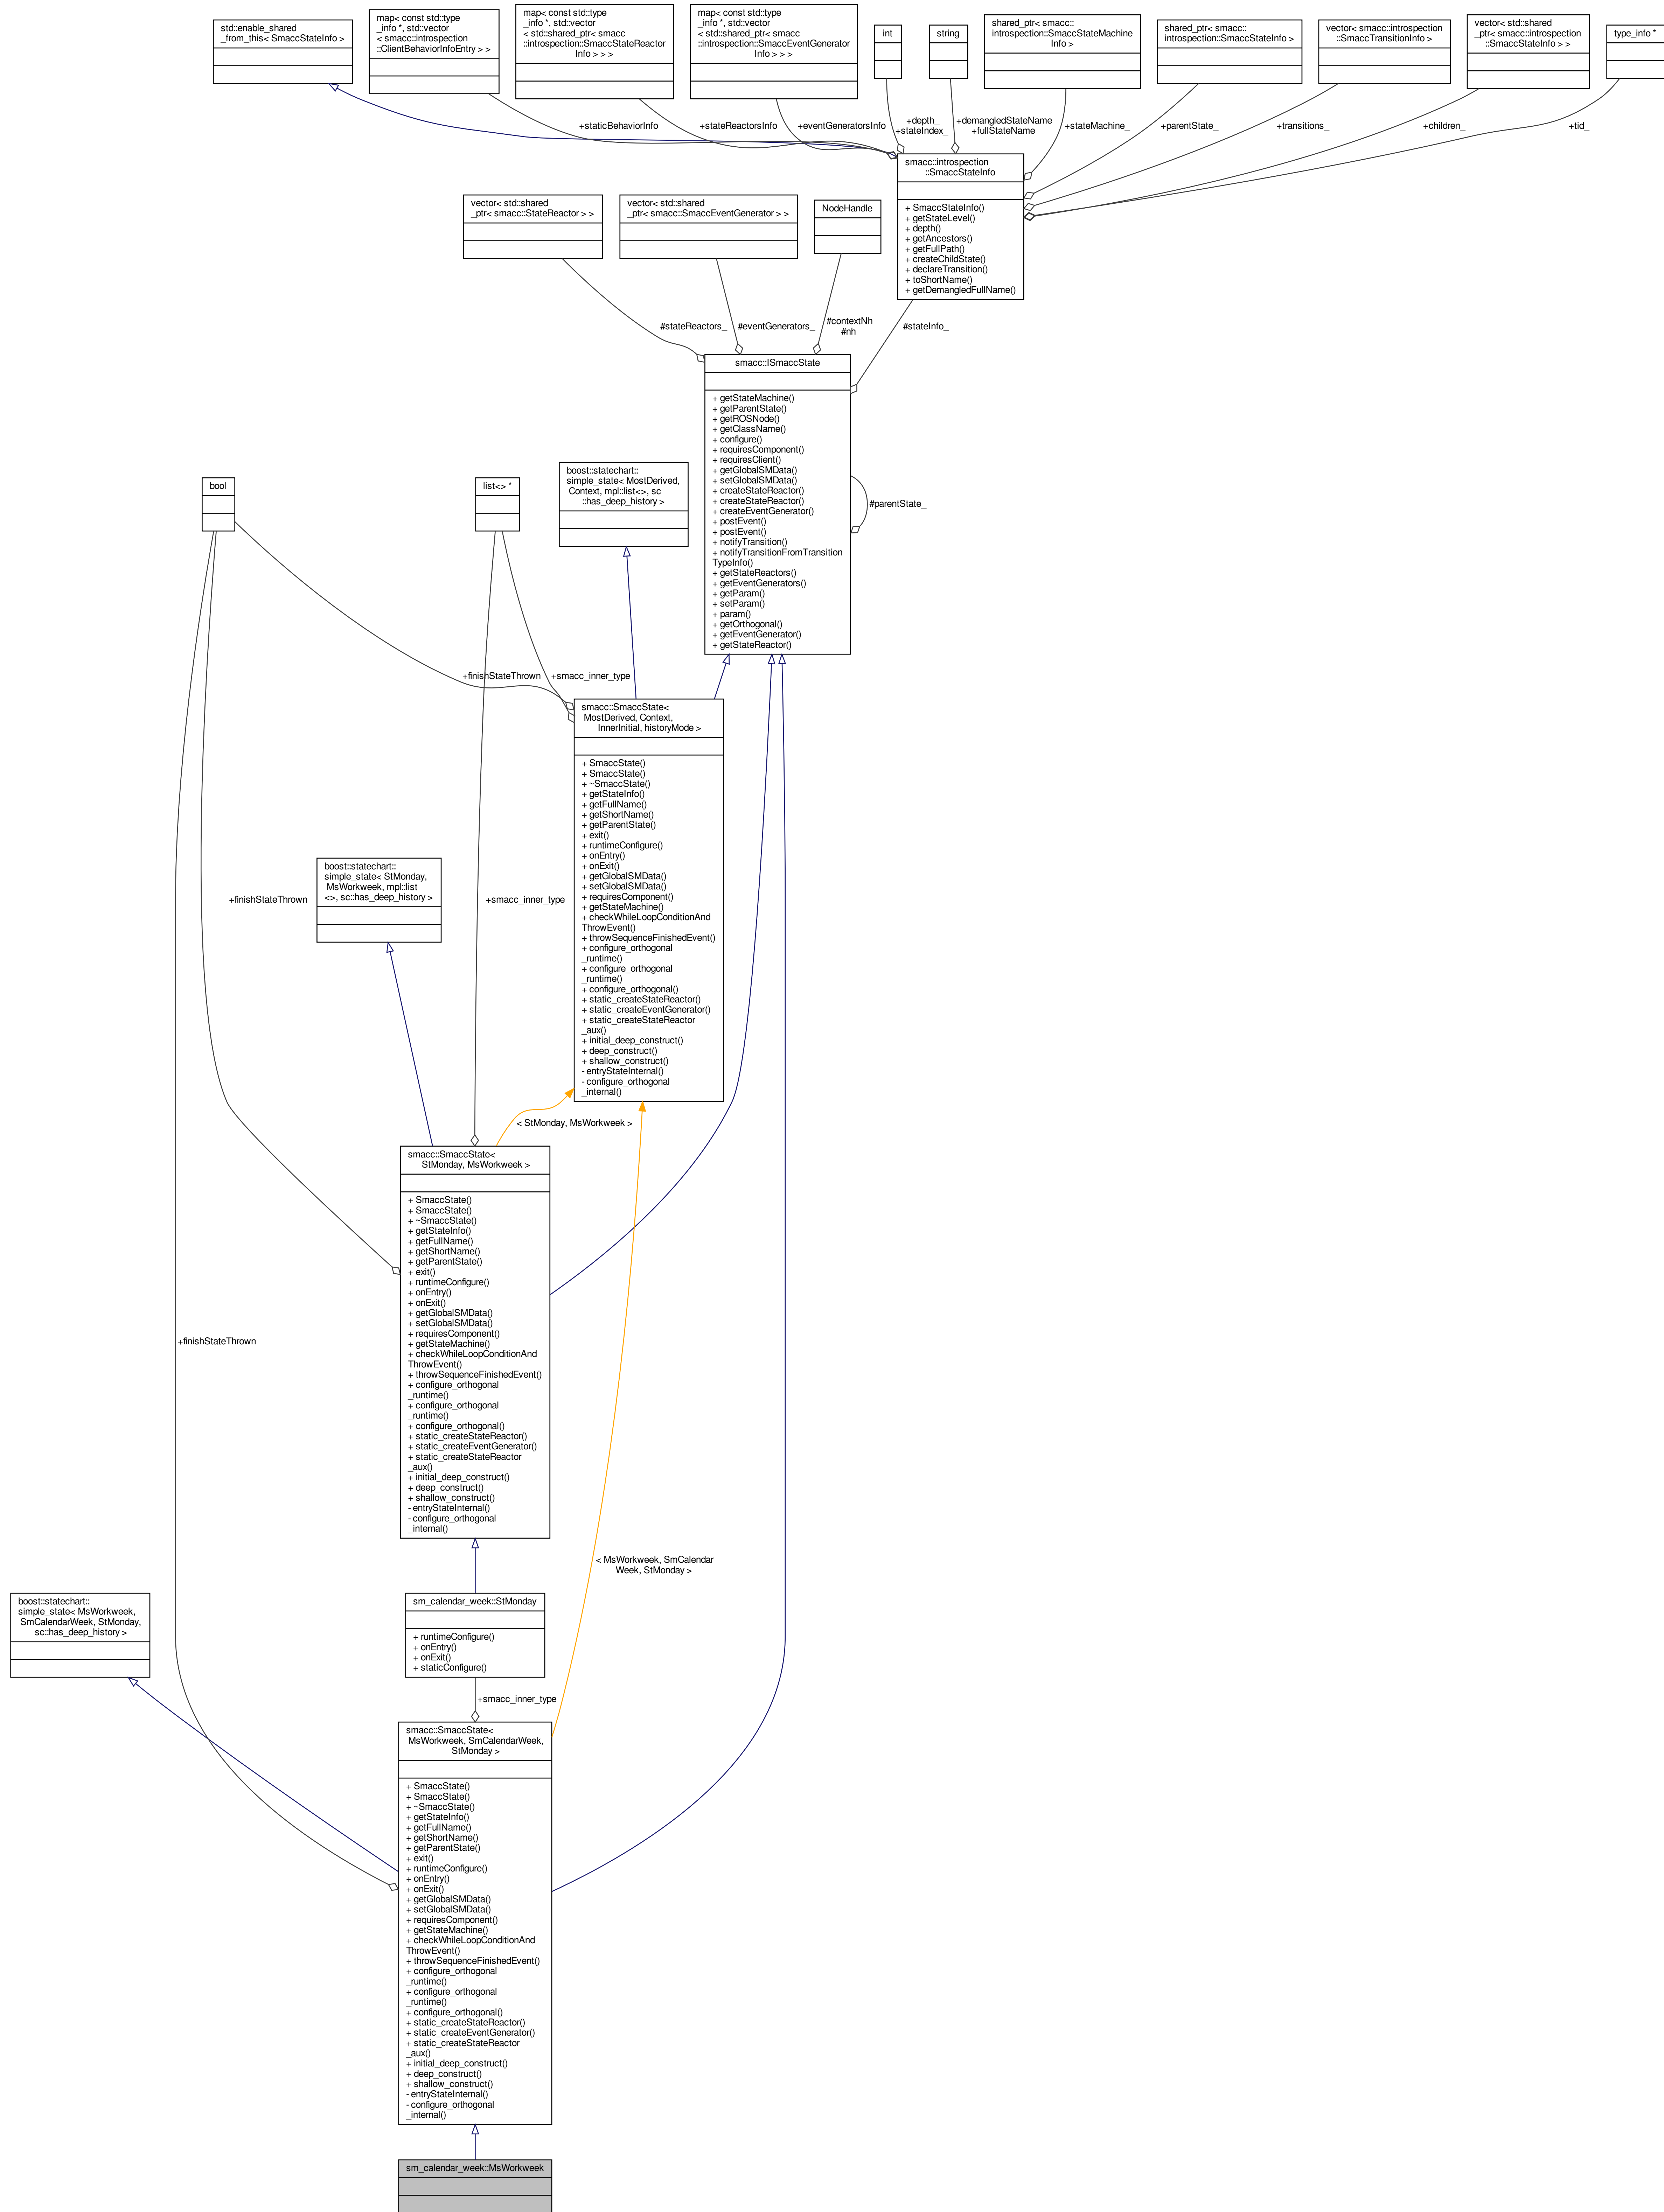 std::enable_shared
_from_this< SmaccStateInfo >
map< const std::type
_info *, std::vector
< smacc::introspection
::ClientBehaviorInfoEntry > >
map< const std::type
_info *, std::vector
< std::shared_ptr< smacc
::introspection::SmaccStateReactor
Info > > >
map< const std::type
_info *, std::vector
< std::shared_ptr< smacc
::introspection::SmaccEventGenerator
Info > > >
int
string
shared_ptr< smacc::
introspection::SmaccStateMachine
Info >
shared_ptr< smacc::
introspection::SmaccStateInfo >
vector< smacc::introspection
::SmaccTransitionInfo >
vector< std::shared
_ptr< smacc::introspection
::SmaccStateInfo > >
type_info *
+staticBehaviorInfo
+stateReactorsInfo
+eventGeneratorsInfo
+depth_
+stateIndex_
+demangledStateName
+fullStateName
+stateMachine_
+parentState_
+transitions_
+children_
+tid_
smacc::introspection
::SmaccStateInfo
+ SmaccStateInfo()
+ getStateLevel()
+ depth()
+ getAncestors()
+ getFullPath()
+ createChildState()
+ declareTransition()
+ toShortName()
+ getDemangledFullName()
vector< std::shared
_ptr< smacc::StateReactor > >
vector< std::shared
_ptr< smacc::SmaccEventGenerator > >
NodeHandle
#stateReactors_
#eventGenerators_
#contextNh
#nh
#stateInfo_
smacc::ISmaccState
+ getStateMachine()
+ getParentState()
+ getROSNode()
+ getClassName()
+ configure()
+ requiresComponent()
+ requiresClient()
+ getGlobalSMData()
+ setGlobalSMData()
+ createStateReactor()
+ createStateReactor()
+ createEventGenerator()
+ postEvent()
+ postEvent()
+ notifyTransition()
+ notifyTransitionFromTransition
TypeInfo()
+ getStateReactors()
+ getEventGenerators()
+ getParam()
+ setParam()
+ param()
+ getOrthogonal()
+ getEventGenerator()
+ getStateReactor()
#parentState_
bool
list<> *
boost::statechart::
simple_state< MostDerived,
Context, mpl::list<>, sc
::has_deep_history >
+finishStateThrown
+smacc_inner_type
smacc::SmaccState<
MostDerived, Context,
InnerInitial, historyMode >
+ SmaccState()
+ SmaccState()
+ ~SmaccState()
+ getStateInfo()
+ getFullName()
+ getShortName()
+ getParentState()
+ exit()
+ runtimeConfigure()
+ onEntry()
+ onExit()
+ getGlobalSMData()
+ setGlobalSMData()
+ requiresComponent()
+ getStateMachine()
+ checkWhileLoopConditionAnd
ThrowEvent()
+ throwSequenceFinishedEvent()
+ configure_orthogonal
_runtime()
+ configure_orthogonal
_runtime()
+ configure_orthogonal()
+ static_createStateReactor()
+ static_createEventGenerator()
+ static_createStateReactor
_aux()
+ initial_deep_construct()
+ deep_construct()
+ shallow_construct()
- entryStateInternal()
- configure_orthogonal
_internal()
boost::statechart::
simple_state< StMonday,
MsWorkweek, mpl::list
<>, sc::has_deep_history >
+finishStateThrown
+smacc_inner_type
< StMonday, MsWorkweek >
smacc::SmaccState<
StMonday, MsWorkweek >
+ SmaccState()
+ SmaccState()
+ ~SmaccState()
+ getStateInfo()
+ getFullName()
+ getShortName()
+ getParentState()
+ exit()
+ runtimeConfigure()
+ onEntry()
+ onExit()
+ getGlobalSMData()
+ setGlobalSMData()
+ requiresComponent()
+ getStateMachine()
+ checkWhileLoopConditionAnd
ThrowEvent()
+ throwSequenceFinishedEvent()
+ configure_orthogonal
_runtime()
+ configure_orthogonal
_runtime()
+ configure_orthogonal()
+ static_createStateReactor()
+ static_createEventGenerator()
+ static_createStateReactor
_aux()
+ initial_deep_construct()
+ deep_construct()
+ shallow_construct()
- entryStateInternal()
- configure_orthogonal
_internal()
+finishStateThrown
< MsWorkweek, SmCalendar
Week, StMonday >
boost::statechart::
simple_state< MsWorkweek,
SmCalendarWeek, StMonday,
sc::has_deep_history >
sm_calendar_week::StMonday
+ runtimeConfigure()
+ onEntry()
+ onExit()
+ staticConfigure()
+smacc_inner_type
smacc::SmaccState<
MsWorkweek, SmCalendarWeek,
StMonday >
+ SmaccState()
+ SmaccState()
+ ~SmaccState()
+ getStateInfo()
+ getFullName()
+ getShortName()
+ getParentState()
+ exit()
+ runtimeConfigure()
+ onEntry()
+ onExit()
+ getGlobalSMData()
+ setGlobalSMData()
+ requiresComponent()
+ getStateMachine()
+ checkWhileLoopConditionAnd
ThrowEvent()
+ throwSequenceFinishedEvent()
+ configure_orthogonal
_runtime()
+ configure_orthogonal
_runtime()
+ configure_orthogonal()
+ static_createStateReactor()
+ static_createEventGenerator()
+ static_createStateReactor
_aux()
+ initial_deep_construct()
+ deep_construct()
+ shallow_construct()
- entryStateInternal()
- configure_orthogonal
_internal()
sm_calendar_week::MsWorkweek